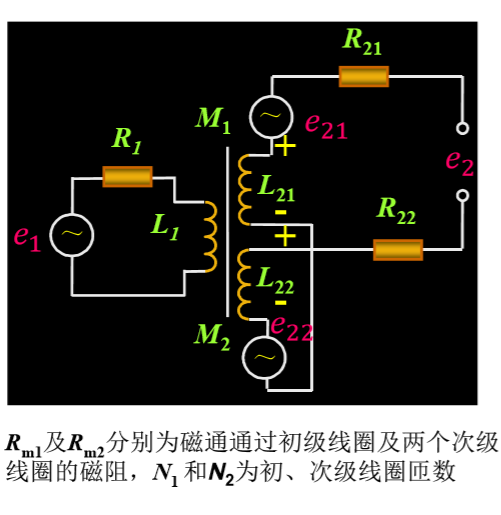 R21
M1
~
e21
R1
+
e2
L21
R22
L1
-
e1
~
+
L22
-
e22
M2
~
Rm1及Rm2分别为磁通通过初级线圈及两个次级
线圈的磁阻，N1和N2为初、次级线圈匝数